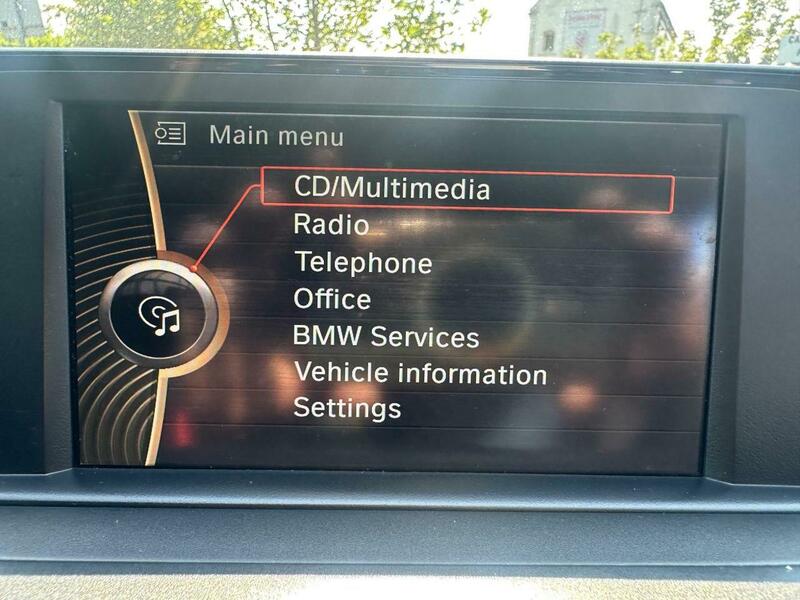 Main menu
CD/Multimedia
Radio
Telephone
Office
BMW Services
Vehicle information
Settings